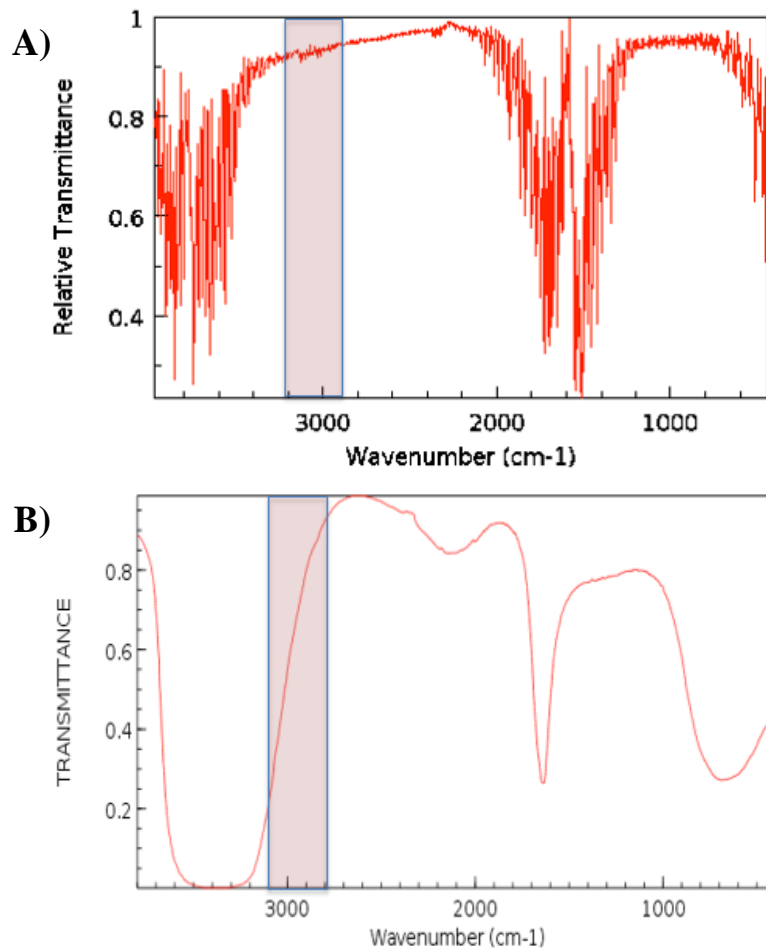 A)
Relative Transmittance
1
0.8
0.6
0.4
3000 2000 1000
Wavenumber (cm-1)
B)
TRANSMITTANCE
0.8
0.6
0.4
0.2
3000 2000 1000
Wavenumber (cm-1)